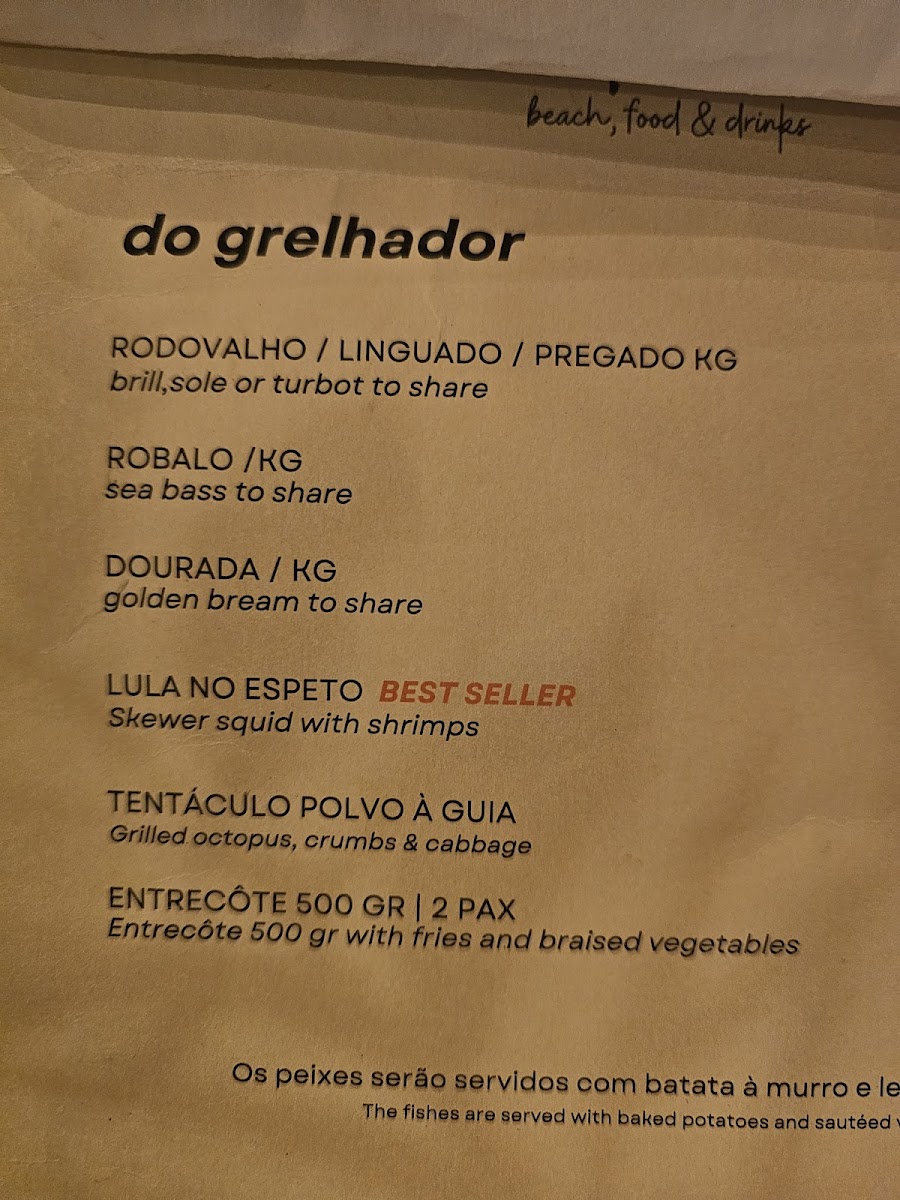 beach, food & drinks
do grelhador
RODOVALHO / LINGUADO / PREGADO KG
brill,sole or turbot to share
ROBALO /KG
sea bass to share
DOURADA / KG
golden bream to share
LULA NO ESPETO BEST SELLER
Skewer squid with shrimps
TENTÁCULO POLVO À GUIA
Grilled octopus, crumbs & cabbage
ENTRECÔTE 500 GR | 2 PAX
Entrecôte 500 gr with fries and braised vegetables
Os peixes serão servidos com batata à murro e le
The fishes are served with baked potatoes and sautéed